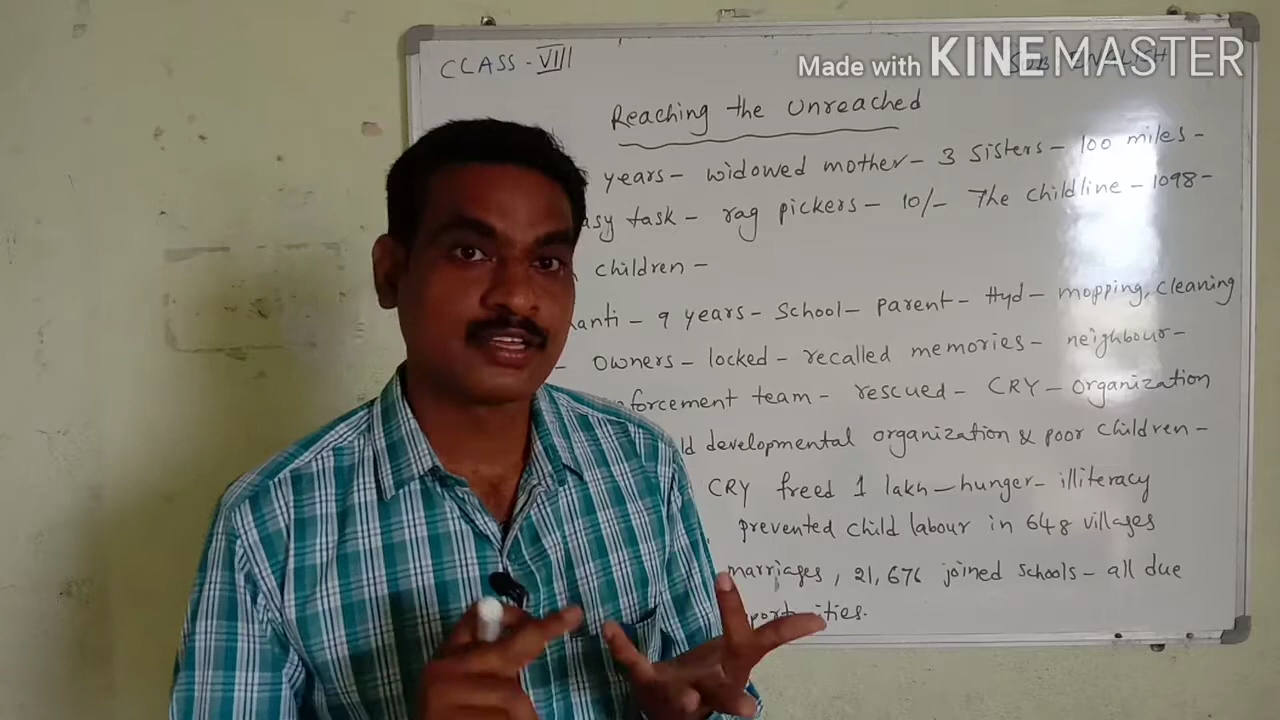 CLASS - VIII
Made with KINEMASTER
SUB ENGLISH
Reaching the Unreached
years - widowed mother - 3 sisters - 100 miles -
task - rag pickers - 10/- The childline - 1098 -
children -
9 years - School - parent - Hyd - mopping, cleaning
- owners - locked - recalled memories - neighbour -
team - rescued - CRY - organization
developmental organization & poor children -
CRY freed 1 lakh - hunger - illiteracy
prevented child labour in 648 villages
marriages, 21,676 joined schools - all due